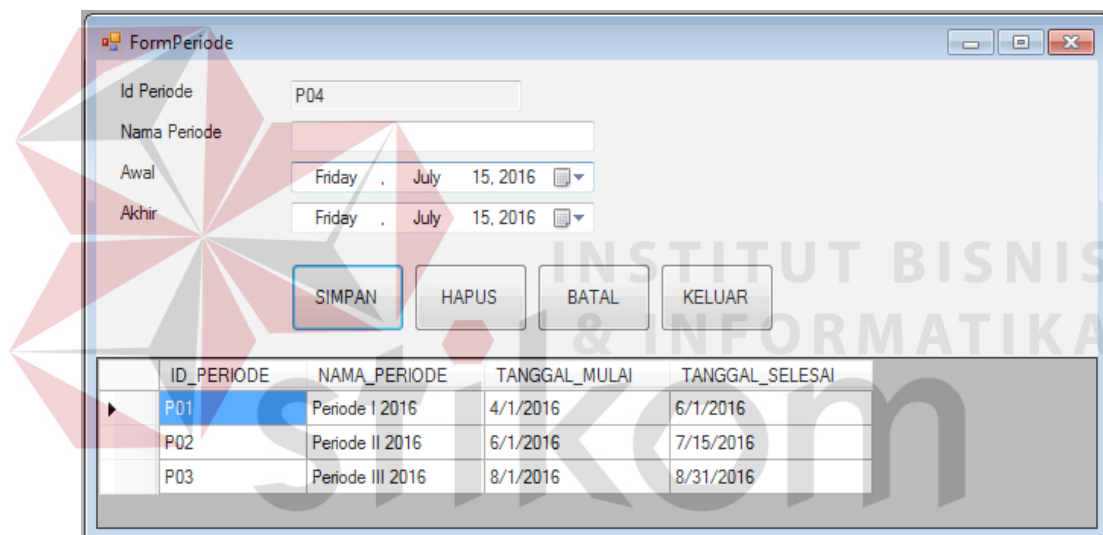 FormPeriode
Id Periode P04
Nama Periode
Awal Friday , July 15, 2016
Akhir Friday , July 15, 2016
INSTITUT BISNIS
& INFORMATIKA
SIMPAN HAPUS BATAL KELUAR
stikom
ID_PERIODE NAMA_PERIODE TANGGAL_MULAI TANGGAL_SELESAI
P01 Periode I 2016 4/1/2016 6/1/2016
P02 Periode II 2016 6/1/2016 7/15/2016
P03 Periode III 2016 8/1/2016 8/31/2016